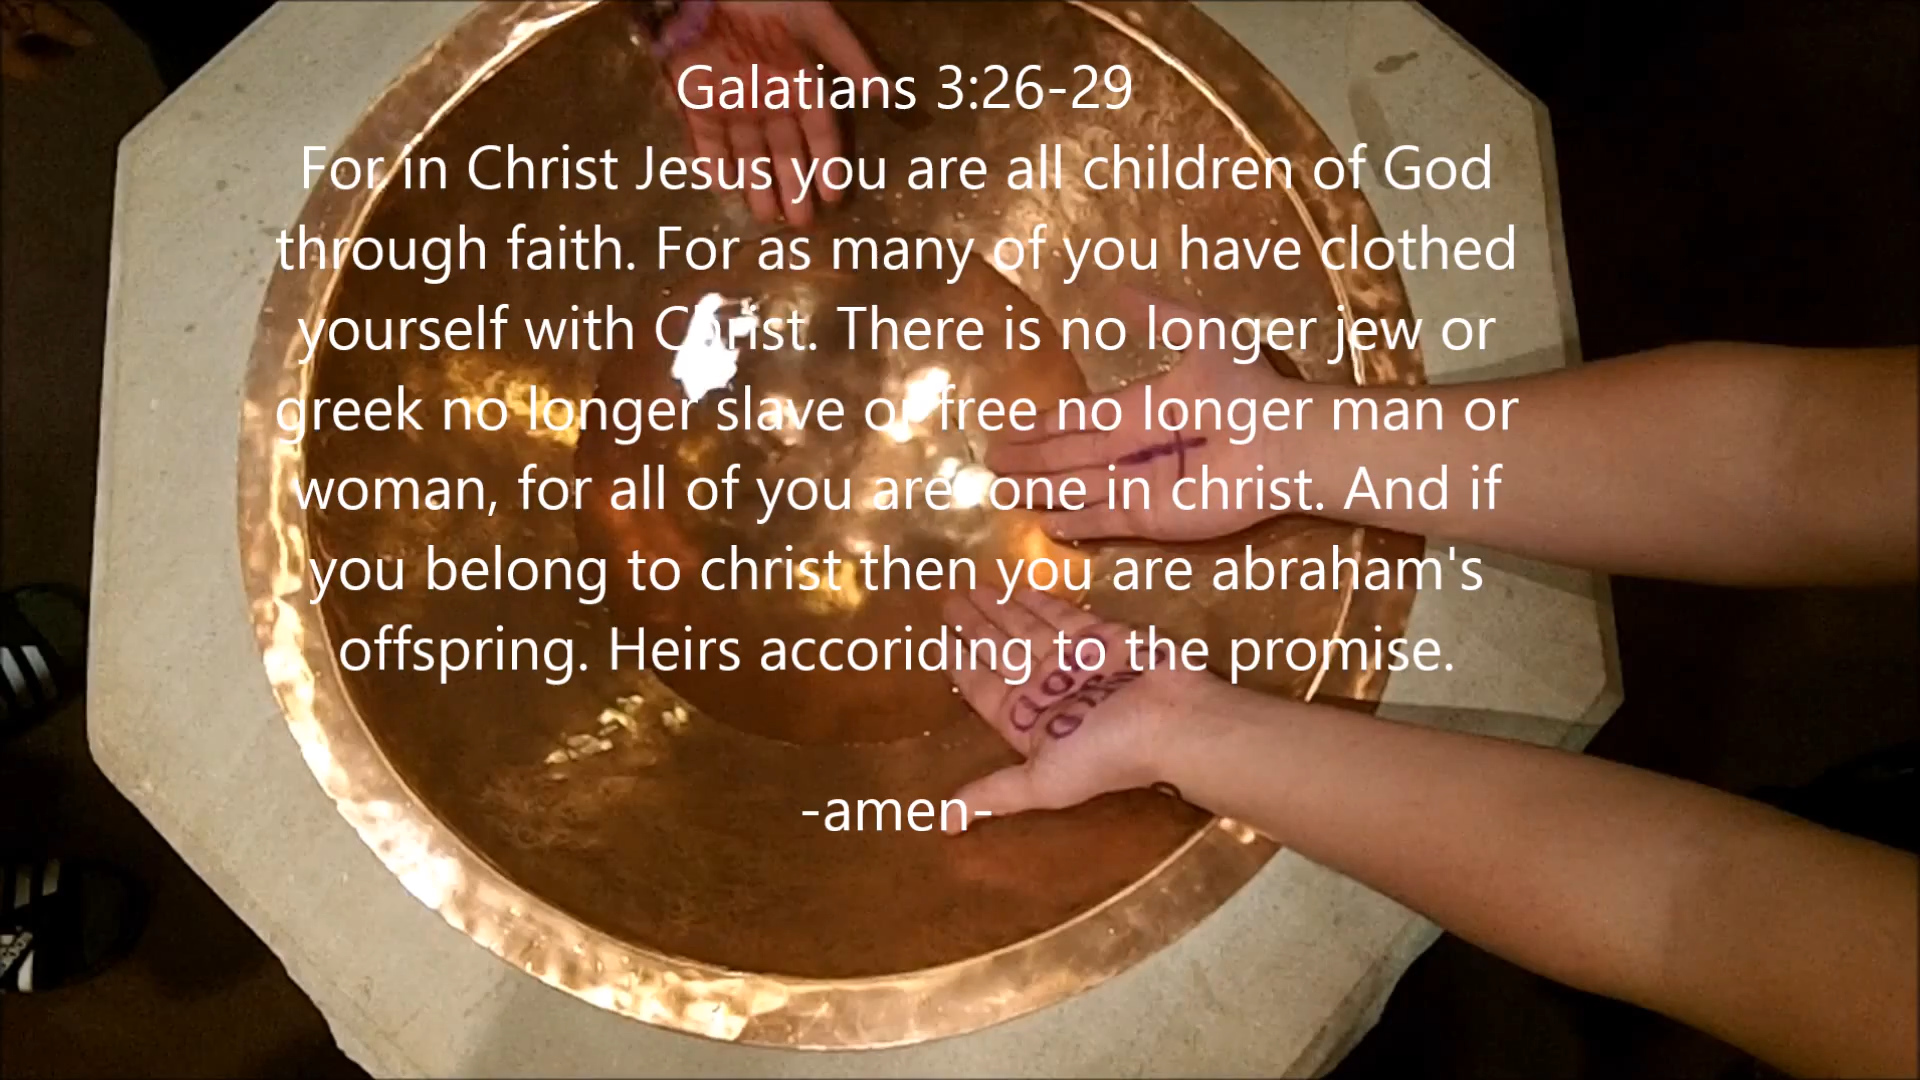 Galatians 3:26-29
For in Christ Jesus you are all children of God
through faith. For as many of you have clothed
yourself with Christ. There is no longer jew or
greek no longer slave or free no longer man or
woman, for all of you are one in christ. And if
you belong to christ then you are abraham's
offspring. Heirs accoriding to the promise.
-amen-